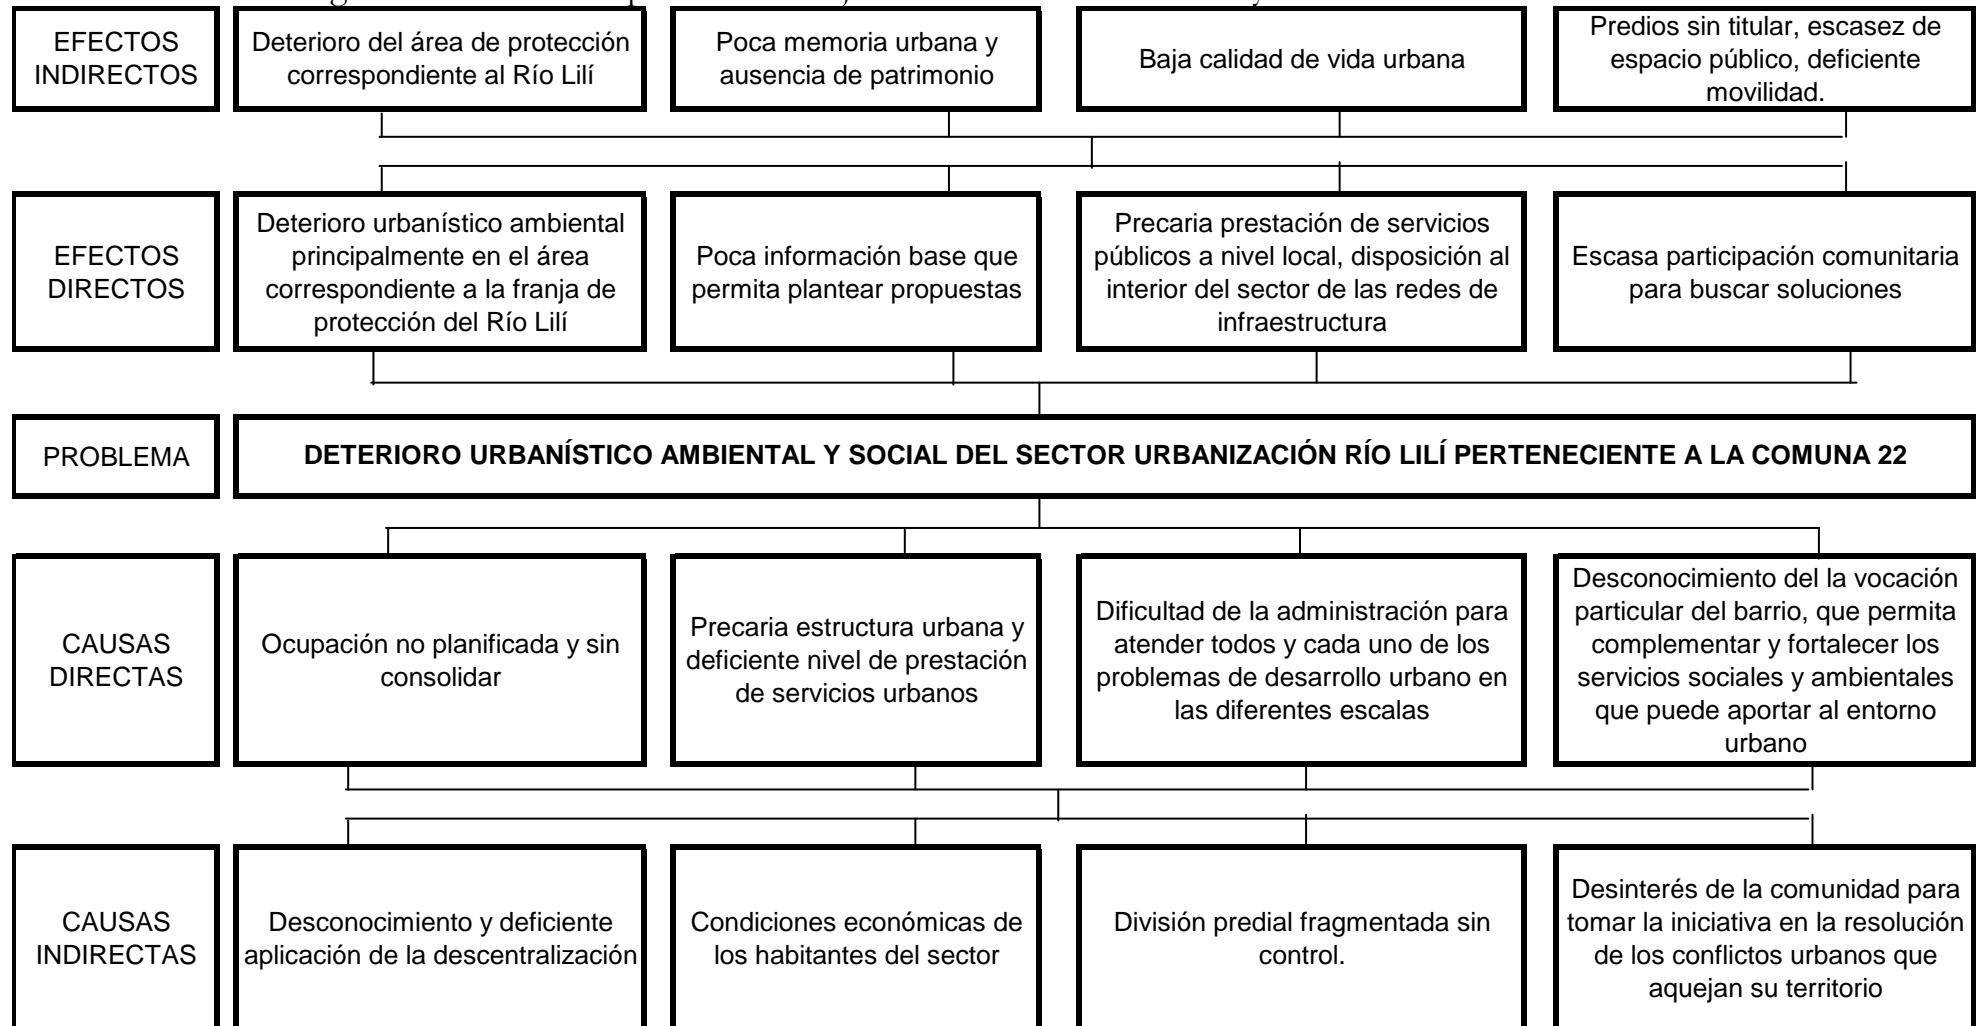 EFECTOS
INDIRECTOS
Deterioro del área de protección
correspondiente al Río Lilí
Poca memoria urbana y
ausencia de patrimonio
Baja calidad de vida urbana
Predios sin titular, escasez de
espacio público, deficiente
movilidad.
EFECTOS
DIRECTOS
Deterioro urbanístico ambiental
principalmente en el área
correspondiente a la franja de
protección del Río Lilí
Poca información base que
permita plantear propuestas
Precaria prestación de servicios
públicos a nivel local, disposición al
interior del sector de las redes de
infraestructura
Escasa participación comunitaria
para buscar soluciones
PROBLEMA
DETERIORO URBANÍSTICO AMBIENTAL Y SOCIAL DEL SECTOR URBANIZACIÓN RÍO LILÍ PERTENECIENTE A LA COMUNA 22
CAUSAS
DIRECTAS
Ocupación no planificada y sin
consolidar
Precaria estructura urbana y
deficiente nivel de prestación
de servicios urbanos
Dificultad de la administración para
atender todos y cada uno de los
problemas de desarrollo urbano en
las diferentes escalas
Desconocimiento del la vocación
particular del barrio, que permita
complementar y fortalecer los
servicios sociales y ambientales
que puede aportar al entorno
urbano
CAUSAS
INDIRECTAS
Desconocimiento y deficiente
aplicación de la descentralización
Condiciones económicas de
los habitantes del sector
División predial fragmentada sin
control.
Desinterés de la comunidad para
tomar la iniciativa en la resolución
de los conflictos urbanos que
aquejan su territorio